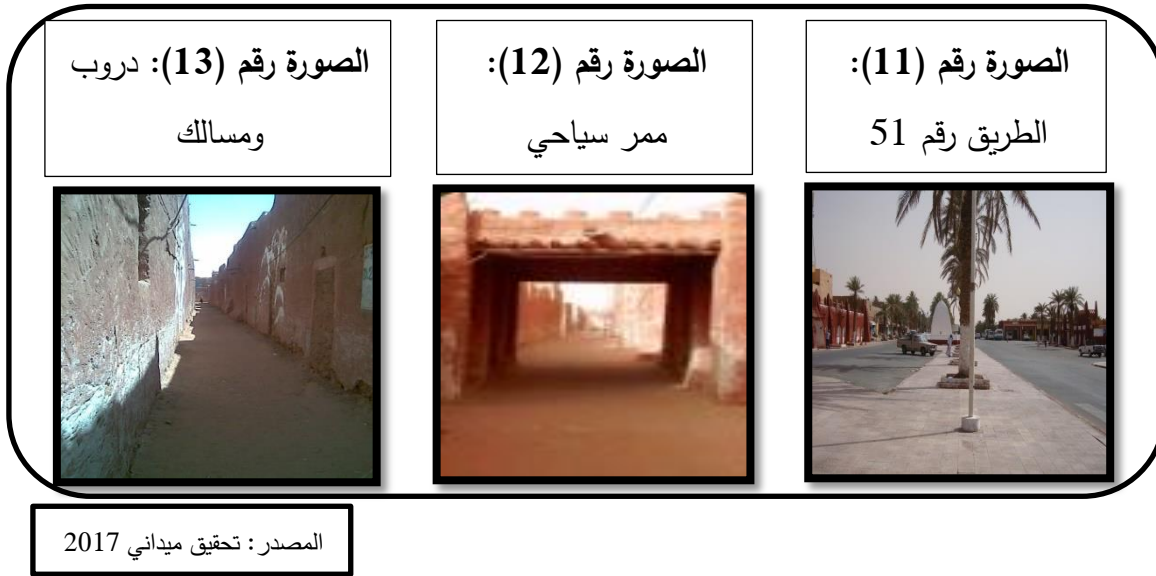 الصورة رقم (11):
الطريق رقم 51
الصورة رقم (12):
ممر سياحي
الصورة رقم (13): دروب
ومسالك
المصدر: تحقيق ميداني 2017